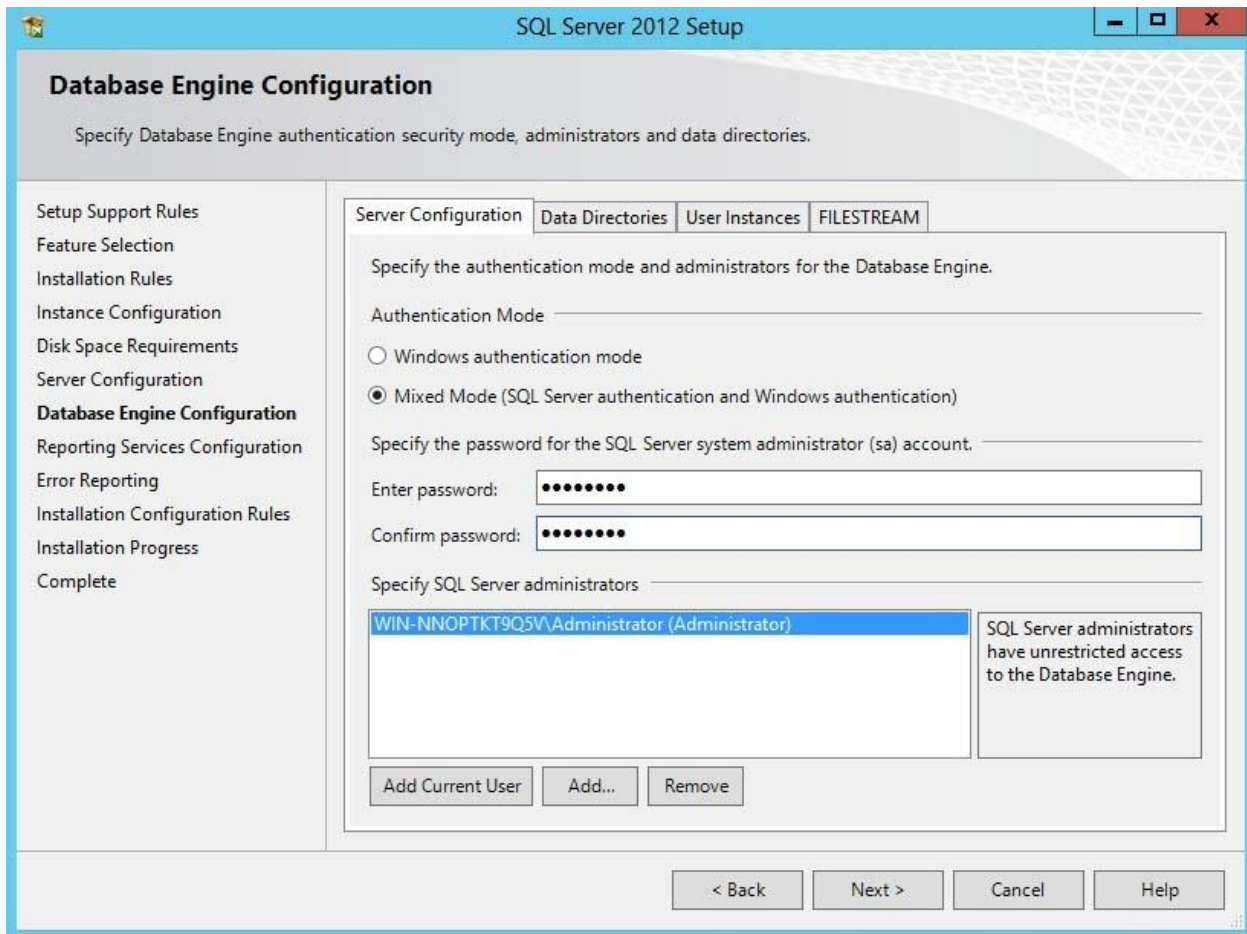 SQL Server 2012 Setup
Database Engine Configuration
Specify Database Engine authentication security mode, administrators and data directories.
Setup Support Rules
Feature Selection
Installation Rules
Instance Configuration
Disk Space Requirements
Server Configuration
Database Engine Configuration
Reporting Services Configuration
Error Reporting
Installation Configuration Rules
Installation Progress
Complete
Server Configuration Data Directories User Instances FILESTREAM
Specify the authentication mode and administrators for the Database Engine.
Authentication Mode
Windows authentication mode
Mixed Mode (SQL Server authentication and Windows authentication)
Specify the password for the SQL Server system administrator (sa) account.
Enter password: ●●●●●●●●
Confirm password: ●●●●●●●●
Specify SQL Server administrators
WIN-NNOPTKT9Q5V\Administrator (Administrator)
SQL Server administrators
have unrestricted access
to the Database Engine.
Add Current User Add... Remove
< Back Next > Cancel Help